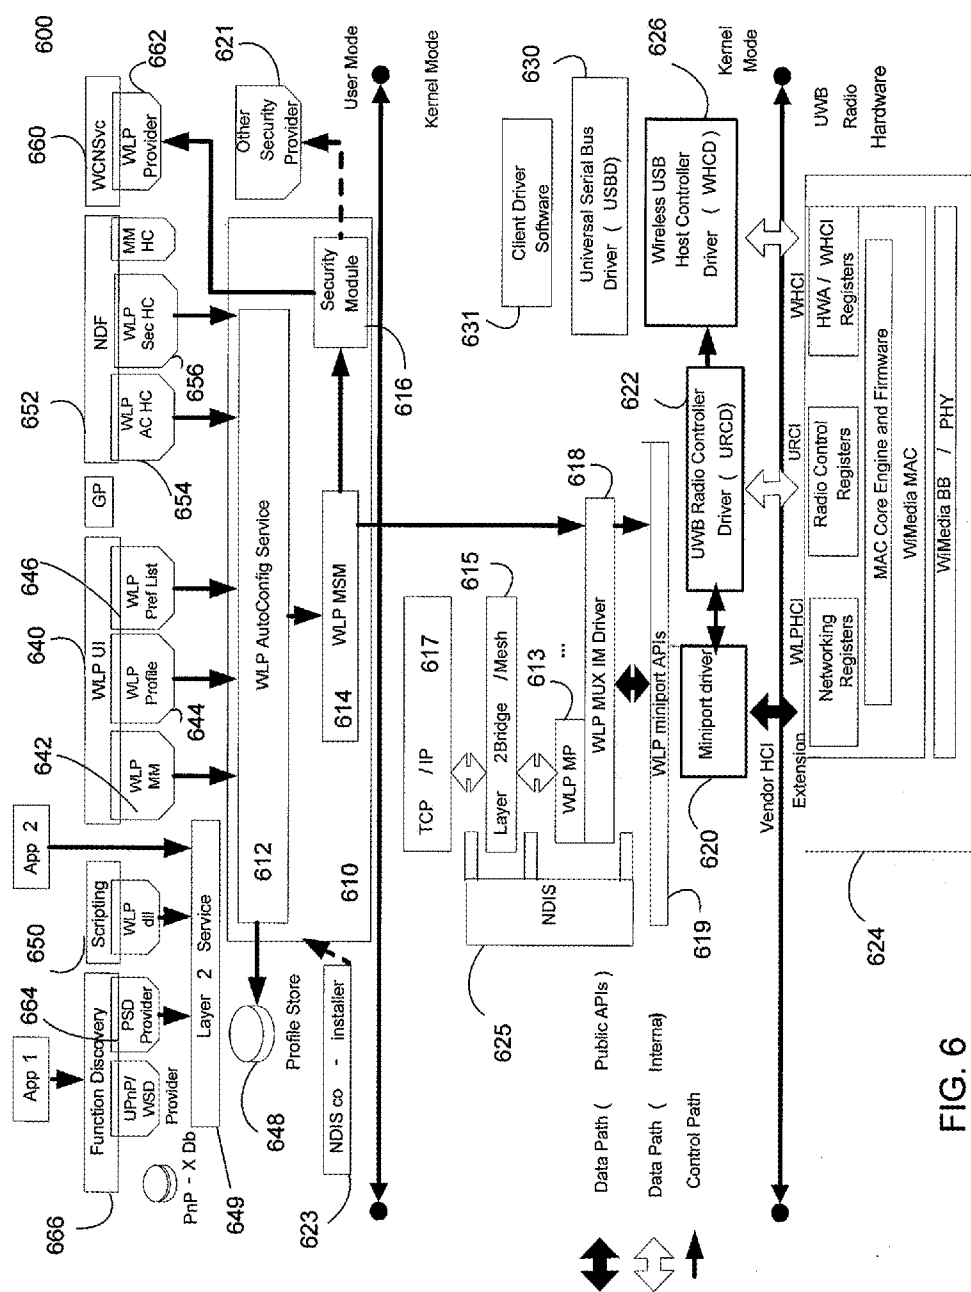 600
App 1
App 2
666
Function Discovery
664
UPnP/
WSD
Provider
PSD
Provider
PnP - X Db
650
Scripting
WLP
dll
649
Layer 2 Service
642
640
646
WLP UI
WLP
MM
WLP
Profile
644
WLP
Pref List
GP
652
NDF
WLP
AC HC
654
WLP
Sec HC
656
MM
HC
660
WCNSvc
662
WLP
Provider
621
Other
Security
Provider
648
Profile Store
612
WLP AutoConfig Service
610
614
WLP MSM
Security
Module
616
623
NDIS co - installer
User Mode
Kernel Mode
625
NDIS
617
TCP / IP
615
Layer 2Bridge /Mesh
613
WLP MP
...
618
WLP MUX IM Driver
619
WLP miniport APIs
620
Miniport driver
622
UWB Radio Controller
Driver ( URCD)
631
Client Driver
Software
630
Universal Serial Bus
Driver ( USBD)
626
Wireless USB
Host Controller
Driver ( WHCD)
Kernel
Mode
UWB
Radio
Hardware
Vendor HCI
Extension
WLPHCI
URCI
WHCI
624
Networking
Registers
Radio Control
Registers
HWA / WHCI
Registers
MAC Core Engine and Firmware
WiMedia MAC
WiMedia BB / PHY
Data Path ( Public APIs )
Data Path ( Internal)
Control Path
FIG. 6